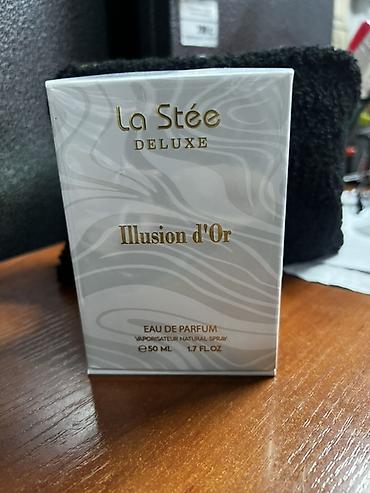 La Stée
DELUXE
Illusion d'Or
EAU DE PARFUM
VAPORISATEUR NATURAL SPRAY
℮50 ML 1.7 FL.OZ